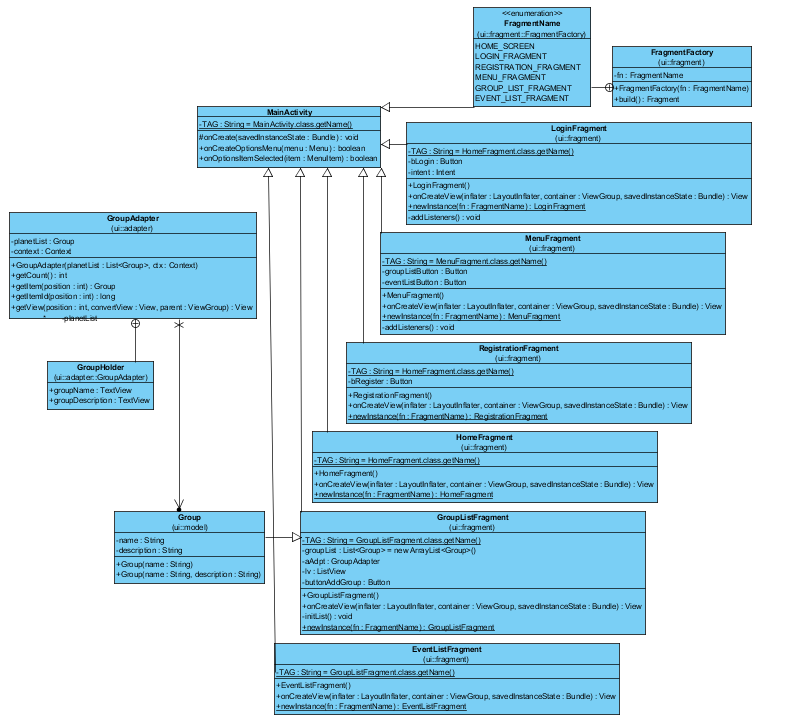 <<enumeration>>
FragmentName
(ui::fragment::FragmentFactory)
HOME_SCREEN
LOGIN_FRAGMENT
REGISTRATION_FRAGMENT
MENU_FRAGMENT
GROUP_LIST_FRAGMENT
EVENT_LIST_FRAGMENT
FragmentFactory
(ui::fragment)
-fn : FragmentName
+FragmentFactory(fn : FragmentName)
+build() : Fragment
MainActivity
-TAG : String = MainActivity.class.getName()
#onCreate(savedInstanceState : Bundle) : void
+onCreateOptionsMenu(menu : Menu) : boolean
+onOptionsItemSelected(item : MenuItem) : boolean
LoginFragment
(ui::fragment)
-TAG : String = HomeFragment.class.getName()
-bLogin : Button
-intent : Intent
+LoginFragment()
+onCreateView(inflater : LayoutInflater, container : ViewGroup, savedInstanceState : Bundle) : View
+newInstance(fn : FragmentName) : LoginFragment
-addListeners() : void
GroupAdapter
(ui::adapter)
-planetList : Group
-context : Context
+GroupAdapter(planetList : List<Group>, ctx : Context)
+getCount() : int
+getItem(position : int) : Group
+getItemId(position : int) : long
+getView(position : int, convertView : View, parent : ViewGroup) : View
* -planetList
MenuFragment
(ui::fragment)
-TAG : String = MenuFragment.class.getName()
-groupListButton : Button
-eventListButton : Button
+MenuFragment()
+onCreateView(inflater : LayoutInflater, container : ViewGroup, savedInstanceState : Bundle) : View
+newInstance(fn : FragmentName) : MenuFragment
-addListeners() : void
GroupHolder
(ui::adapter::GroupAdapter)
+groupName : TextView
+groupDescription : TextView
RegistrationFragment
(ui::fragment)
-TAG : String = HomeFragment.class.getName()
-bRegister : Button
+RegistrationFragment()
+onCreateView(inflater : LayoutInflater, container : ViewGroup, savedInstanceState : Bundle) : View
+newInstance(fn : FragmentName) : RegistrationFragment
HomeFragment
(ui::fragment)
-TAG : String = HomeFragment.class.getName()
+HomeFragment()
+onCreateView(inflater : LayoutInflater, container : ViewGroup, savedInstanceState : Bundle) : View
+newInstance(fn : FragmentName) : HomeFragment
Group
(ui::model)
-name : String
-description : String
+Group(name : String)
+Group(name : String, description : String)
GroupListFragment
(ui::fragment)
-TAG : String = GroupListFragment.class.getName()
-groupList : List<Group> = new ArrayList<Group>()
-aAdpt : GroupAdapter
-lv : ListView
-buttonAddGroup : Button
+GroupListFragment()
+onCreateView(inflater : LayoutInflater, container : ViewGroup, savedInstanceState : Bundle) : View
-initList() : void
+newInstance(fn : FragmentName) : GroupListFragment
EventListFragment
(ui::fragment)
-TAG : String = GroupListFragment.class.getName()
+EventListFragment()
+onCreateView(inflater : LayoutInflater, container : ViewGroup, savedInstanceState : Bundle) : View
+newInstance(fn : FragmentName) : EventListFragment